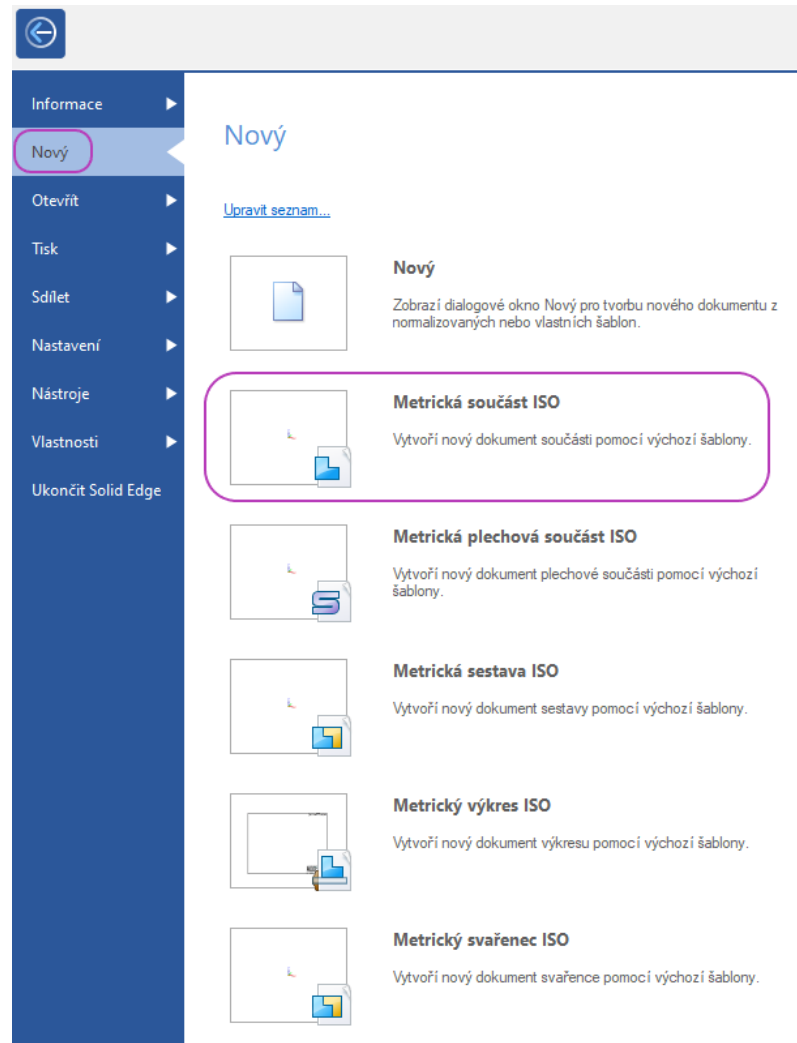 Informace
Nový
Otevřít
Tisk
Sdílet
Nastavení
Nástroje
Vlastnosti
Ukončit Solid Edge
Nový
Upravit seznam...
Nový
Zobrazí dialogové okno Nový pro tvorbu nového dokumentu z
normalizovaných nebo vlastních šablon.
Metrická součást ISO
Vytvoří nový dokument součásti pomocí výchozí šablony.
Metrická plechová součást ISO
Vytvoří nový dokument plechové součásti pomocí výchozí
šablony.
Metrická sestava ISO
Vytvoří nový dokument sestavy pomocí výchozí šablony.
Metrický výkres ISO
Vytvoří nový dokument výkresu pomocí výchozí šablony.
Metrický svařenec ISO
Vytvoří nový dokument svařence pomocí výchozí šablony.